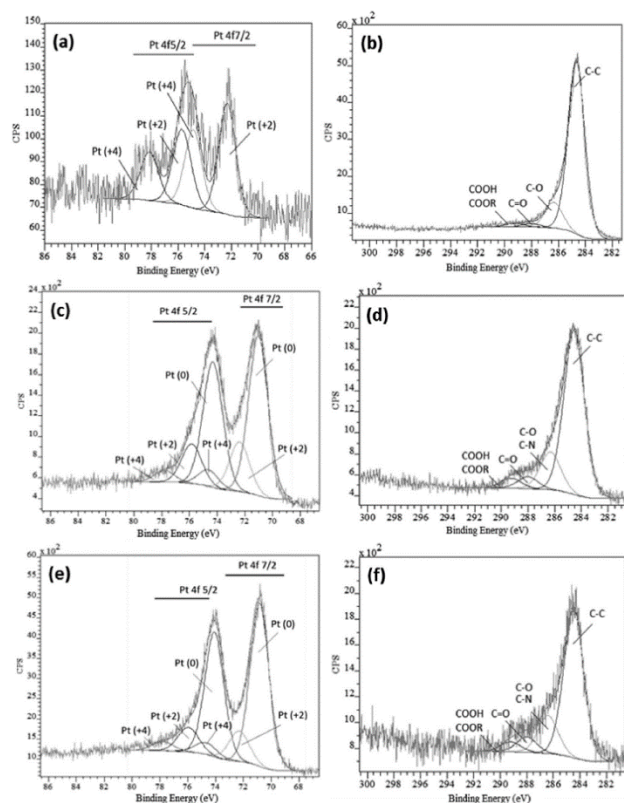 (a)
Pt 4f5/2 Pt 4f7/2
Pt (+4)
Pt (+2)
Pt (+4)
Pt (+2)
CPS
150
140
130
120
110
100
90
80
70
60
86 84 82 80 78 76 74 72 70 68 66
Binding Energy (eV)
(b)
x 10²
C-C
COOH
COOR
C=O
C-O
CPS
60
50
40
30
20
10
300 298 296 294 292 290 288 286 284 282
Binding Energy (eV)
(c)
x 10²
Pt 4f 5/2 Pt 4f 7/2
Pt (0)
Pt (0)
Pt (+4)
Pt (+2)
Pt (+4)
Pt (+2)
CPS
24
22
20
18
16
14
12
10
8
6
4
86 84 82 80 78 76 74 72 70 68
Binding Energy (eV)
(d)
x 10²
C-C
C-O
C-N
COOH
COOR
C=O
CPS
20
18
16
14
12
10
8
6
4
300 298 296 294 292 290 288 286 284 282
Binding Energy (eV)
(e)
x 10²
Pt 4f 5/2 Pt 4f 7/2
Pt (0)
Pt (0)
Pt (+4)
Pt (+2)
Pt (+4)
Pt (+2)
CPS
60
55
50
45
40
35
30
25
20
15
10
86 84 82 80 78 76 74 72 70 68
Binding Energy (eV)
(f)
x 10²
C-C
C-O
C-N
COOH
COOR
C=O
CPS
20
18
16
14
12
10
8
300 298 296 294 292 290 288 286 284 282
Binding Energy (eV)